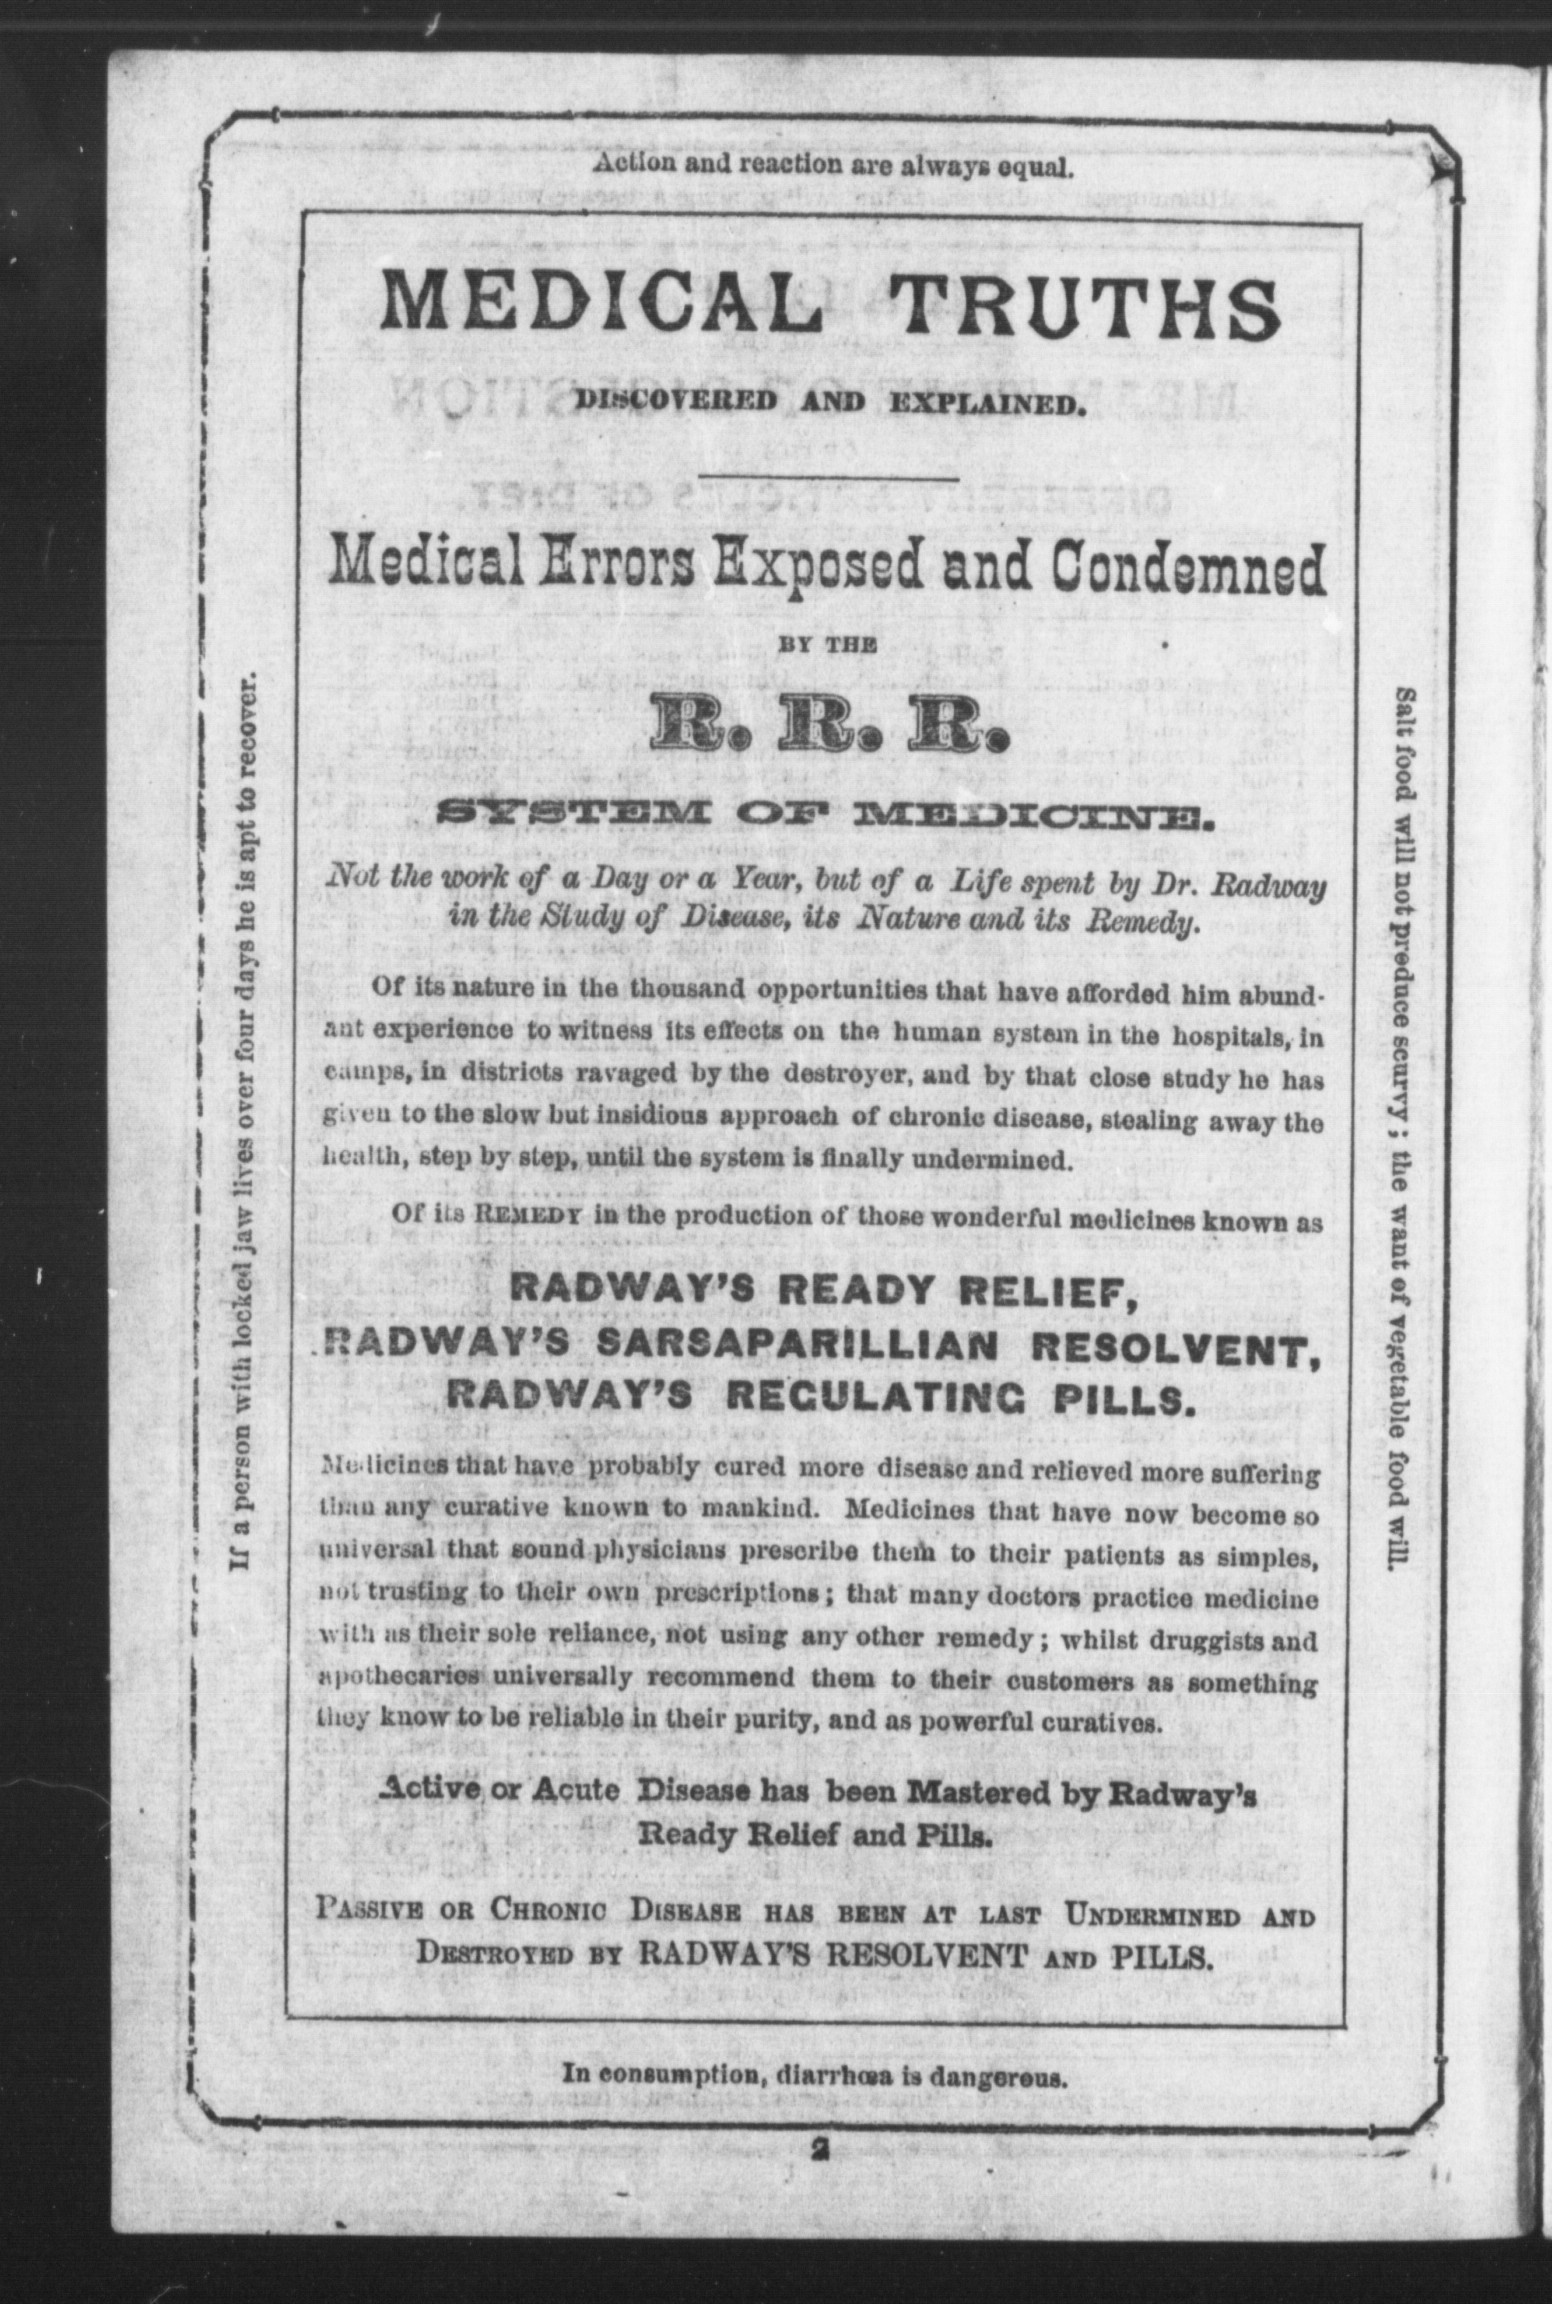 Action and reaction are always equal.
MEDICAL TRUTHS
DISCOVERED AND EXPLAINED.
Medical Errors Exposed and Condemned
BY THE
R. R. R.
SYSTEM OF MEDICINE.
Not the work of a Day or a Year, but of a Life spent by Dr. Radway
in the Study of Disease, its Nature and its Remedy.
Of its nature in the thousand opportunities that have afforded him abund-
ant experience to witness its effects on the human system in the hospitals, in
camps, in districts ravaged by the destroyer, and by that close study he has
given to the slow but insidious approach of chronic disease, stealing away the
health, step by step, until the system is finally undermined.
Of its REMEDY in the production of those wonderful medicines known as
RADWAY'S READY RELIEF,
RADWAY'S SARSAPARILLIAN RESOLVENT,
RADWAY'S REGULATING PILLS.
Medicines that have probably cured more disease and relieved more suffering
than any curative known to mankind. Medicines that have now become so
universal that sound physicians prescribe them to their patients as simples,
not trusting to their own prescriptions; that many doctors practice medicine
with as their sole reliance, not using any other remedy; whilst druggists and
apothecaries universally recommend them to their customers as something
they know to be reliable in their purity, and as powerful curatives.
Active or Acute Disease has been Mastered by Radway's
Ready Relief and Pills.
PASSIVE OR CHRONIC DISEASE HAS BEEN AT LAST UNDERMINED AND
DESTROYED BY RADWAY'S RESOLVENT AND PILLS.
In consumption, diarrhœa is dangerous.
2
If a person with locked jaw lives over four days he is apt to recover.
Salt food will not produce scurvy; the want of vegetable food will.